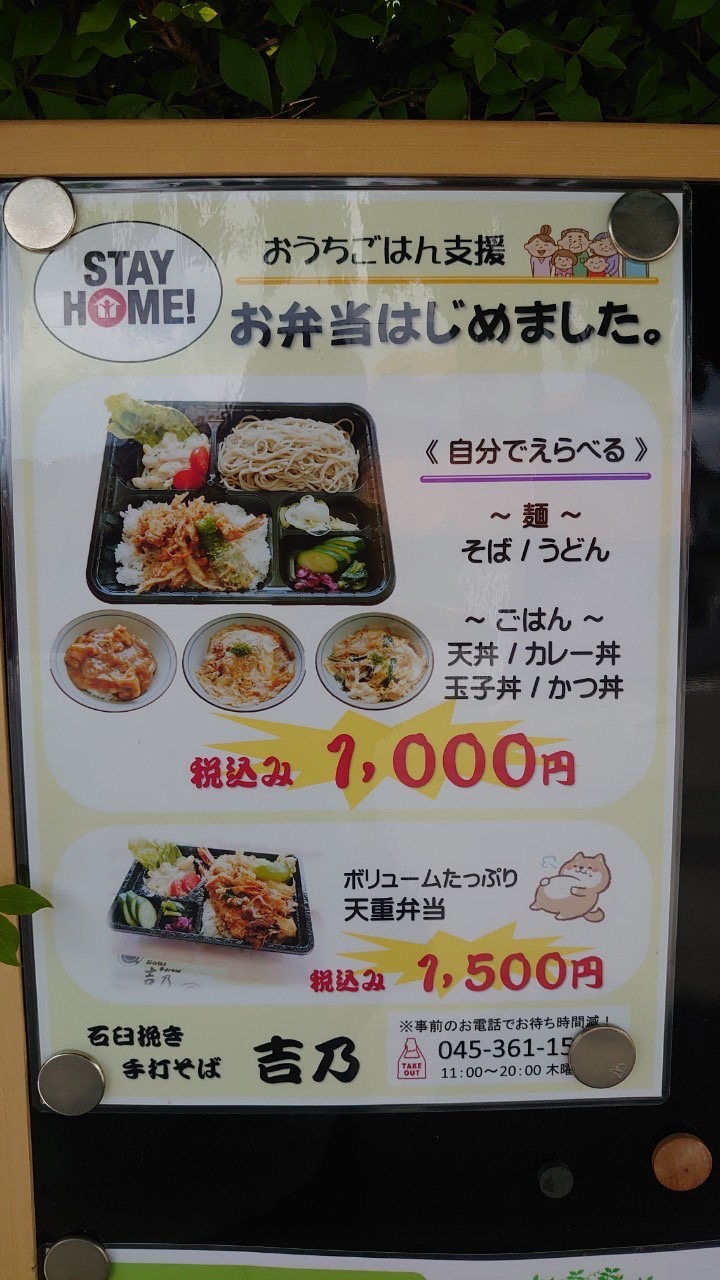 STAY
HOME!
おうちごはん支援
お弁当はじめました。
《 自分でえらべる 》
～ 麺 ～
そば / うどん
～ ごはん ～
天丼 / カレー丼
玉子丼 / かつ丼
税込み 1,000円
ボリュームたっぷり
天重弁当
税込み 1,500円
吉乃
石臼挽き
手打そば
吉乃
※事前のお電話でお待ち時間減！
TAKE
OUT
045-361-15
11:00～20:00 木曜